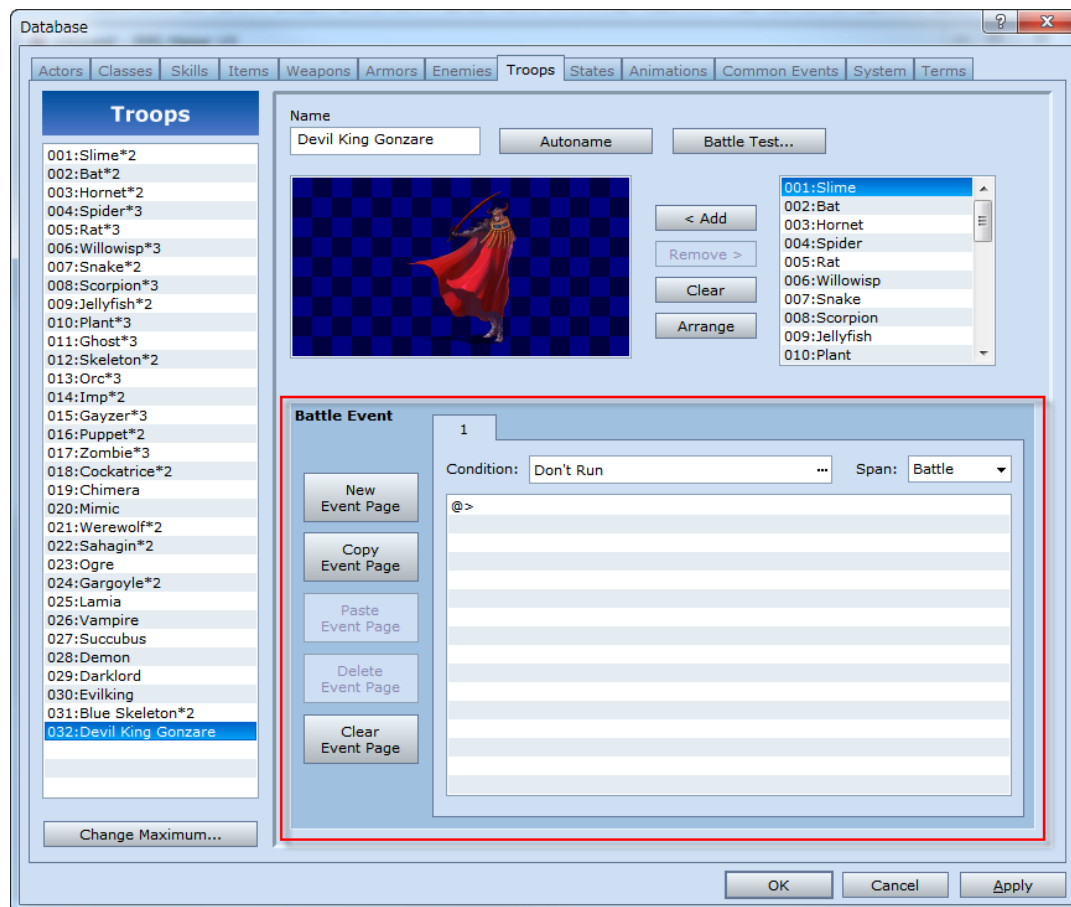 Database
?
X
Actors
Classes
Skills
Items
Weapons
Armors
Enemies
Troops
States
Animations
Common Events
System
Terms
Troops
001:Slime*2
002:Bat*2
003:Hornet*2
004:Spider*3
005:Rat*3
006:Willowisp*3
007:Snake*2
008:Scorpion*3
009:Jellyfish*2
010:Plant*3
011:Ghost*3
012:Skeleton*2
013:Orc*3
014:Imp*2
015:Gayzer*3
016:Puppet*2
017:Zombie*3
018:Cockatrice*2
019:Chimera
020:Mimic
021:Werewolf*2
022:Sahagin*2
023:Ogre
024:Gargoyle*2
025:Lamia
026:Vampire
027:Succubus
028:Demon
029:Darklord
030:Evilking
031:Blue Skeleton*2
032:Devil King Gonzare
Change Maximum...
Name
Devil King Gonzare
Autoname
Battle Test...
< Add
Remove >
Clear
Arrange
001:Slime
002:Bat
003:Hornet
004:Spider
005:Rat
006:Willowisp
007:Snake
008:Scorpion
009:Jellyfish
010:Plant
Battle Event
1
New
Event Page
Copy
Event Page
Paste
Event Page
Delete
Event Page
Clear
Event Page
Condition:
Don't Run
...
Span:
Battle
@>
OK
Cancel
Apply